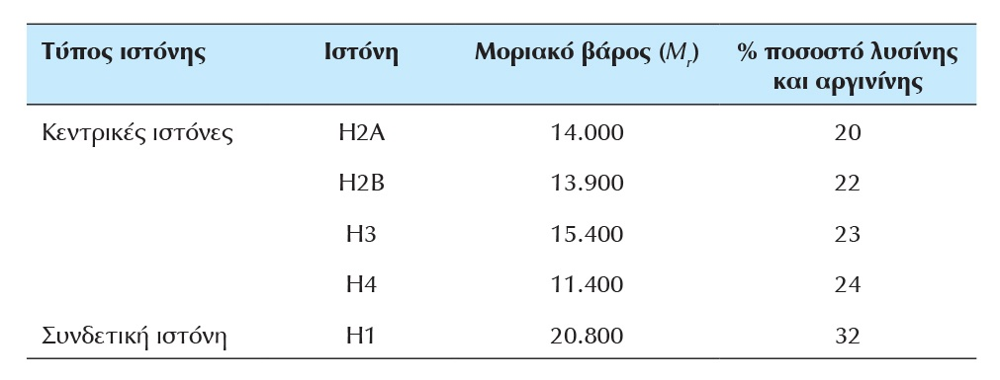 Τύπος ιστόνης Ιστόνη Μοριακό βάρος (Mr) % ποσοστό λυσίνης
και αργινίνης
Κεντρικές ιστόνες H2A 14.000 20
H2B 13.900 22
H3 15.400 23
H4 11.400 24
Συνδετική ιστόνη H1 20.800 32